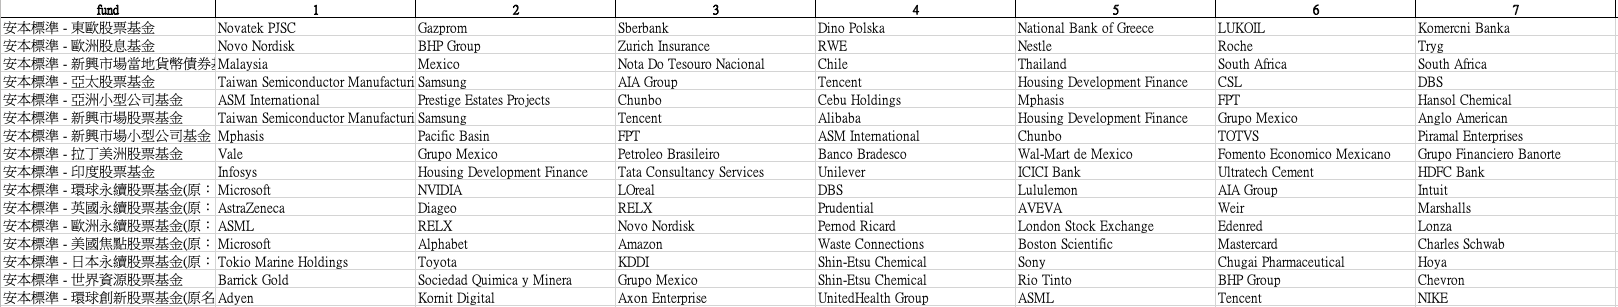 fund 1 2 3 4 5 6 7
安本標準 - 東歐股票基金 Novatek PJSC Gazprom Sberbank Dino Polska National Bank of Greece LUKOIL Komercni Banka
安本標準 - 歐洲股息基金 Novo Nordisk BHP Group Zurich Insurance RWE Nestle Roche Tryg
安本標準 - 新興市場當地貨幣債券基 Malaysia Mexico Nota Do Tesouro Nacional Chile Thailand South Africa South Africa
安本標準 - 亞太股票基金 Taiwan Semiconductor Manufacturi Samsung AIA Group Tencent Housing Development Finance CSL DBS
安本標準 - 亞洲小型公司基金 ASM International Prestige Estates Projects Chunbo Cebu Holdings Mphasis FPT Hansol Chemical
安本標準 - 新興市場股票基金 Taiwan Semiconductor Manufacturi Samsung Tencent Alibaba Housing Development Finance Grupo Mexico Anglo American
安本標準 - 新興市場小型公司基金 Mphasis Pacific Basin FPT ASM International Chunbo TOTVS Piramal Enterprises
安本標準 - 拉丁美洲股票基金 Vale Grupo Mexico Petroleo Brasileiro Banco Bradesco Wal-Mart de Mexico Fomento Economico Mexicano Grupo Financiero Banorte
安本標準 - 印度股票基金 Infosys Housing Development Finance Tata Consultancy Services Unilever ICICI Bank Ultratech Cement HDFC Bank
安本標準 - 環球永續股票基金(原： Microsoft NVIDIA LOreal DBS Lululemon AIA Group Intuit
安本標準 - 英國永續股票基金(原： AstraZeneca Diageo RELX Prudential AVEVA Weir Marshalls
安本標準 - 歐洲永續股票基金(原： ASML RELX Novo Nordisk Pernod Ricard London Stock Exchange Edenred Lonza
安本標準 - 美國焦點股票基金(原： Microsoft Alphabet Amazon Waste Connections Boston Scientific Mastercard Charles Schwab
安本標準 - 日本永續股票基金(原： Tokio Marine Holdings Toyota KDDI Shin-Etsu Chemical Sony Chugai Pharmaceutical Hoya
安本標準 - 世界資源股票基金 Barrick Gold Sociedad Quimica y Minera Grupo Mexico Shin-Etsu Chemical Rio Tinto BHP Group Chevron
安本標準 - 環球創新股票基金(原名 Adyen Kornit Digital Axon Enterprise UnitedHealth Group ASML Tencent NIKE